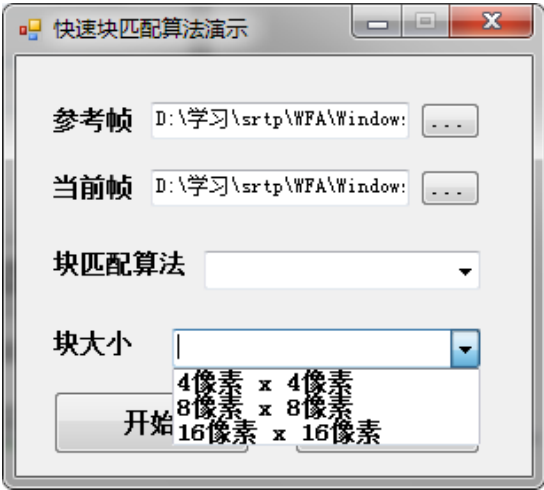 快速块匹配算法演示
参考帧 D:\学习\srtp\WFA\Window: ...
当前帧 D:\学习\srtp\WFA\Window: ...
块匹配算法
块大小
4像素 x 4像素
8像素 x 8像素
16像素 x 16像素
开始